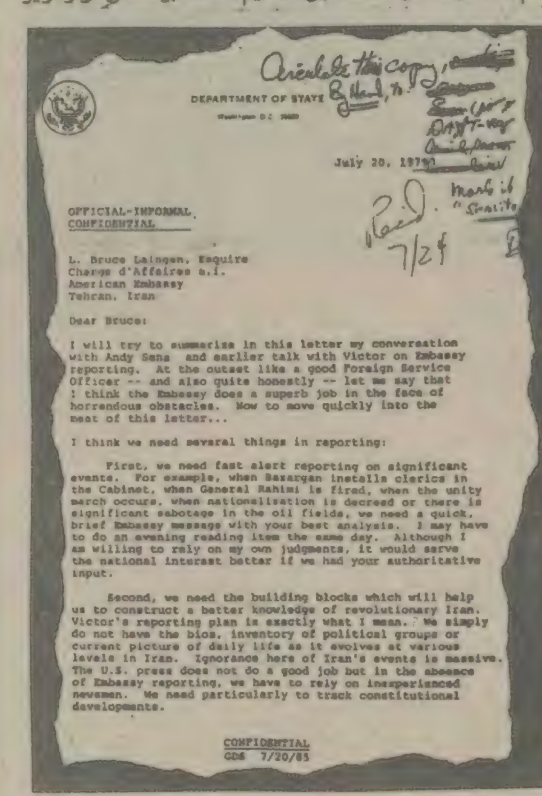 Circulate this copy,
By Hand, to
DEPARTMENT OF STATE
Washington D.C. 20520
July 20, 1979
Mark it
"Sensitive
Recd.
7/24
OFFICIAL-INFORMAL
CONFIDENTIAL
L. Bruce Laingen, Esquire
Charge d'Affaires a.i.
American Embassy
Tehran, Iran
Dear Bruce:
I will try to summarize in this letter my conversation
with Andy Sens and earlier talk with Victor on Embassy
reporting. At the outset like a good Foreign Service
Officer -- and also quite honestly -- let me say that
I think the Embassy does a superb job in the face of
horrendous obstacles. Now to move quickly into the
meat of this letter...
I think we need several things in reporting:
First, we need fast alert reporting on significant
events. For example, when Bazargan installs clerics in
the Cabinet, when General Rahimi is fired, when the unity
march occurs, when nationalization is decreed or there is
significant sabotage in the oil fields, we need a quick,
brief Embassy message with your best analysis. I may have
to do an evening reading item the same day. Although I
am willing to rely on my own judgments, it would serve
the national interest better if we had your authoritative
input.
Second, we need the building blocks which will help
us to construct a better knowledge of revolutionary Iran.
Victor's reporting plan is exactly what I mean. We simply
do not have the bios, inventory of political groups or
current picture of daily life as it evolves at various
levels in Iran. Ignorance here of Iran's events is massive.
The U.S. press does not do a good job but in the absence
of Embassy reporting, we have to rely on inexperienced
newsmen. We need particularly to track constitutional
developments.
CONFIDENTIAL
GDS 7/20/85